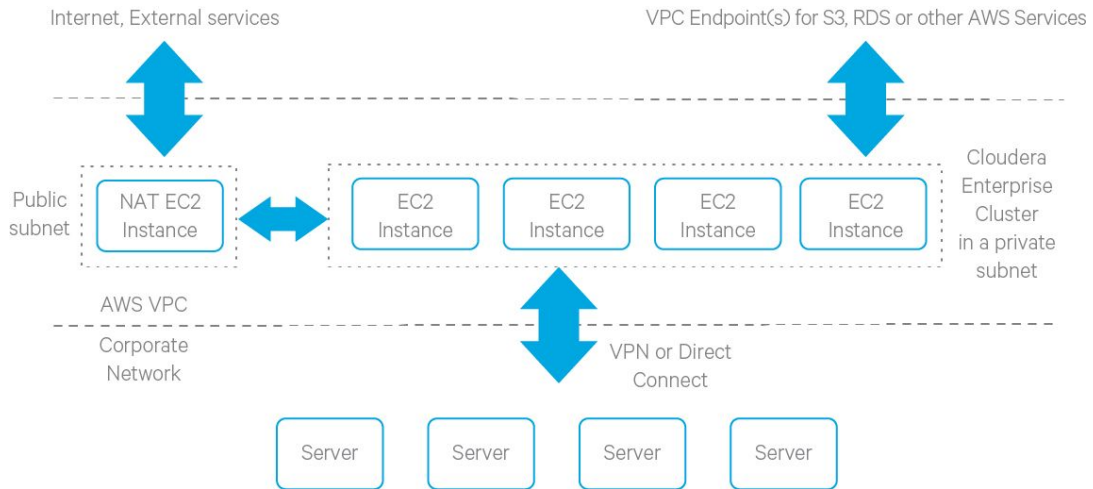 Internet, External services
VPC Endpoint(s) for S3, RDS or other AWS Services
Public
subnet
NAT EC2
Instance
EC2
Instance
EC2
Instance
EC2
Instance
EC2
Instance
Cloudera
Enterprise
Cluster
in a private
subnet
AWS VPC
Corporate
Network
VPN or Direct
Connect
Server
Server
Server
Server